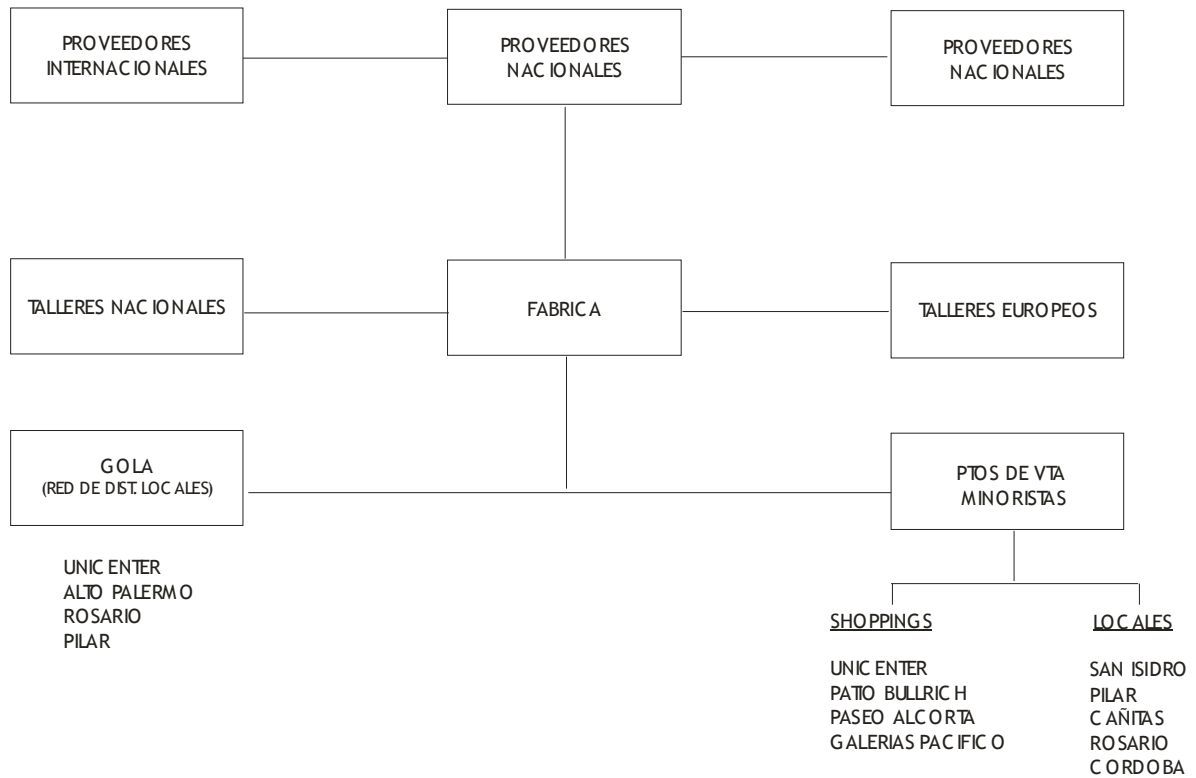 PROVEEDORES
INTERNACIONALES
PROVEEDORES
NACIONALES
PROVEEDORES
NACIONALES
TALLERES NACIONALES
FABRICA
TALLERES EUROPEOS
GOLA
(RED DE DIST. LOCALES)
PTOS DE VTA
MINORISTAS
UNICENTER
ALTO PALERMO
ROSARIO
PILAR
SHOPPINGS
UNICENTER
PATIO BULLRICH
PASEO ALCORTA
GALERIAS PACIFICO
LOCALES
SAN ISIDRO
PILAR
CAÑITAS
ROSARIO
CORDOBA